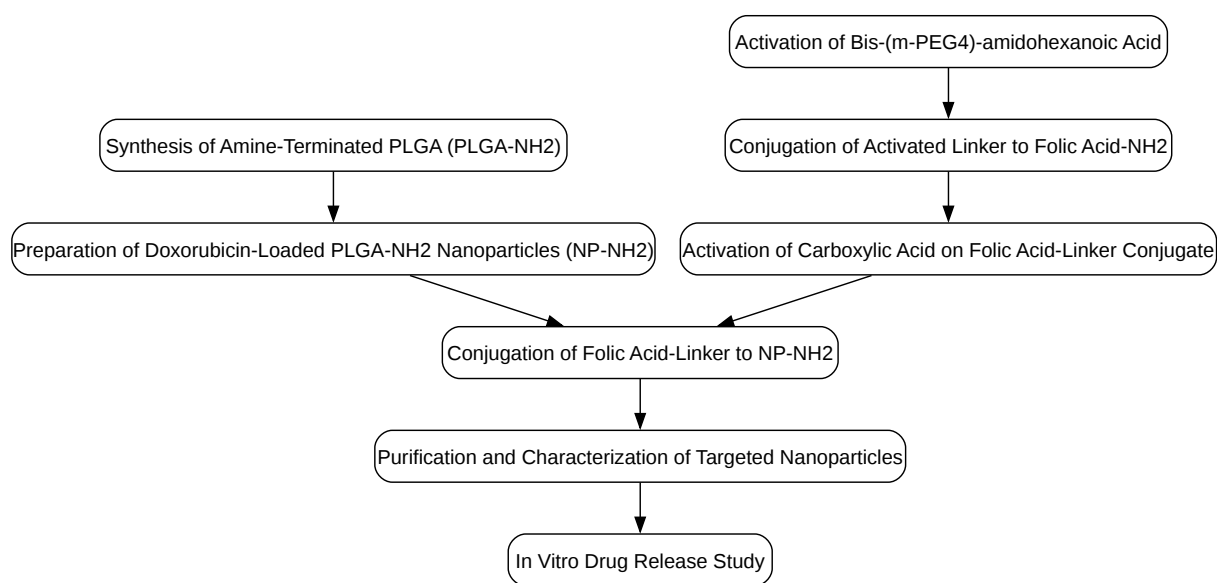 Activation of Bis-(m-PEG4)-amidohexanoic Acid
Synthesis of Amine-Terminated PLGA (PLGA-NH2)
Conjugation of Activated Linker to Folic Acid-NH2
Preparation of Doxorubicin-Loaded PLGA-NH2 Nanoparticles (NP-NH2)
Activation of Carboxylic Acid on Folic Acid-Linker Conjugate
Conjugation of Folic Acid-Linker to NP-NH2
Purification and Characterization of Targeted Nanoparticles
In Vitro Drug Release Study